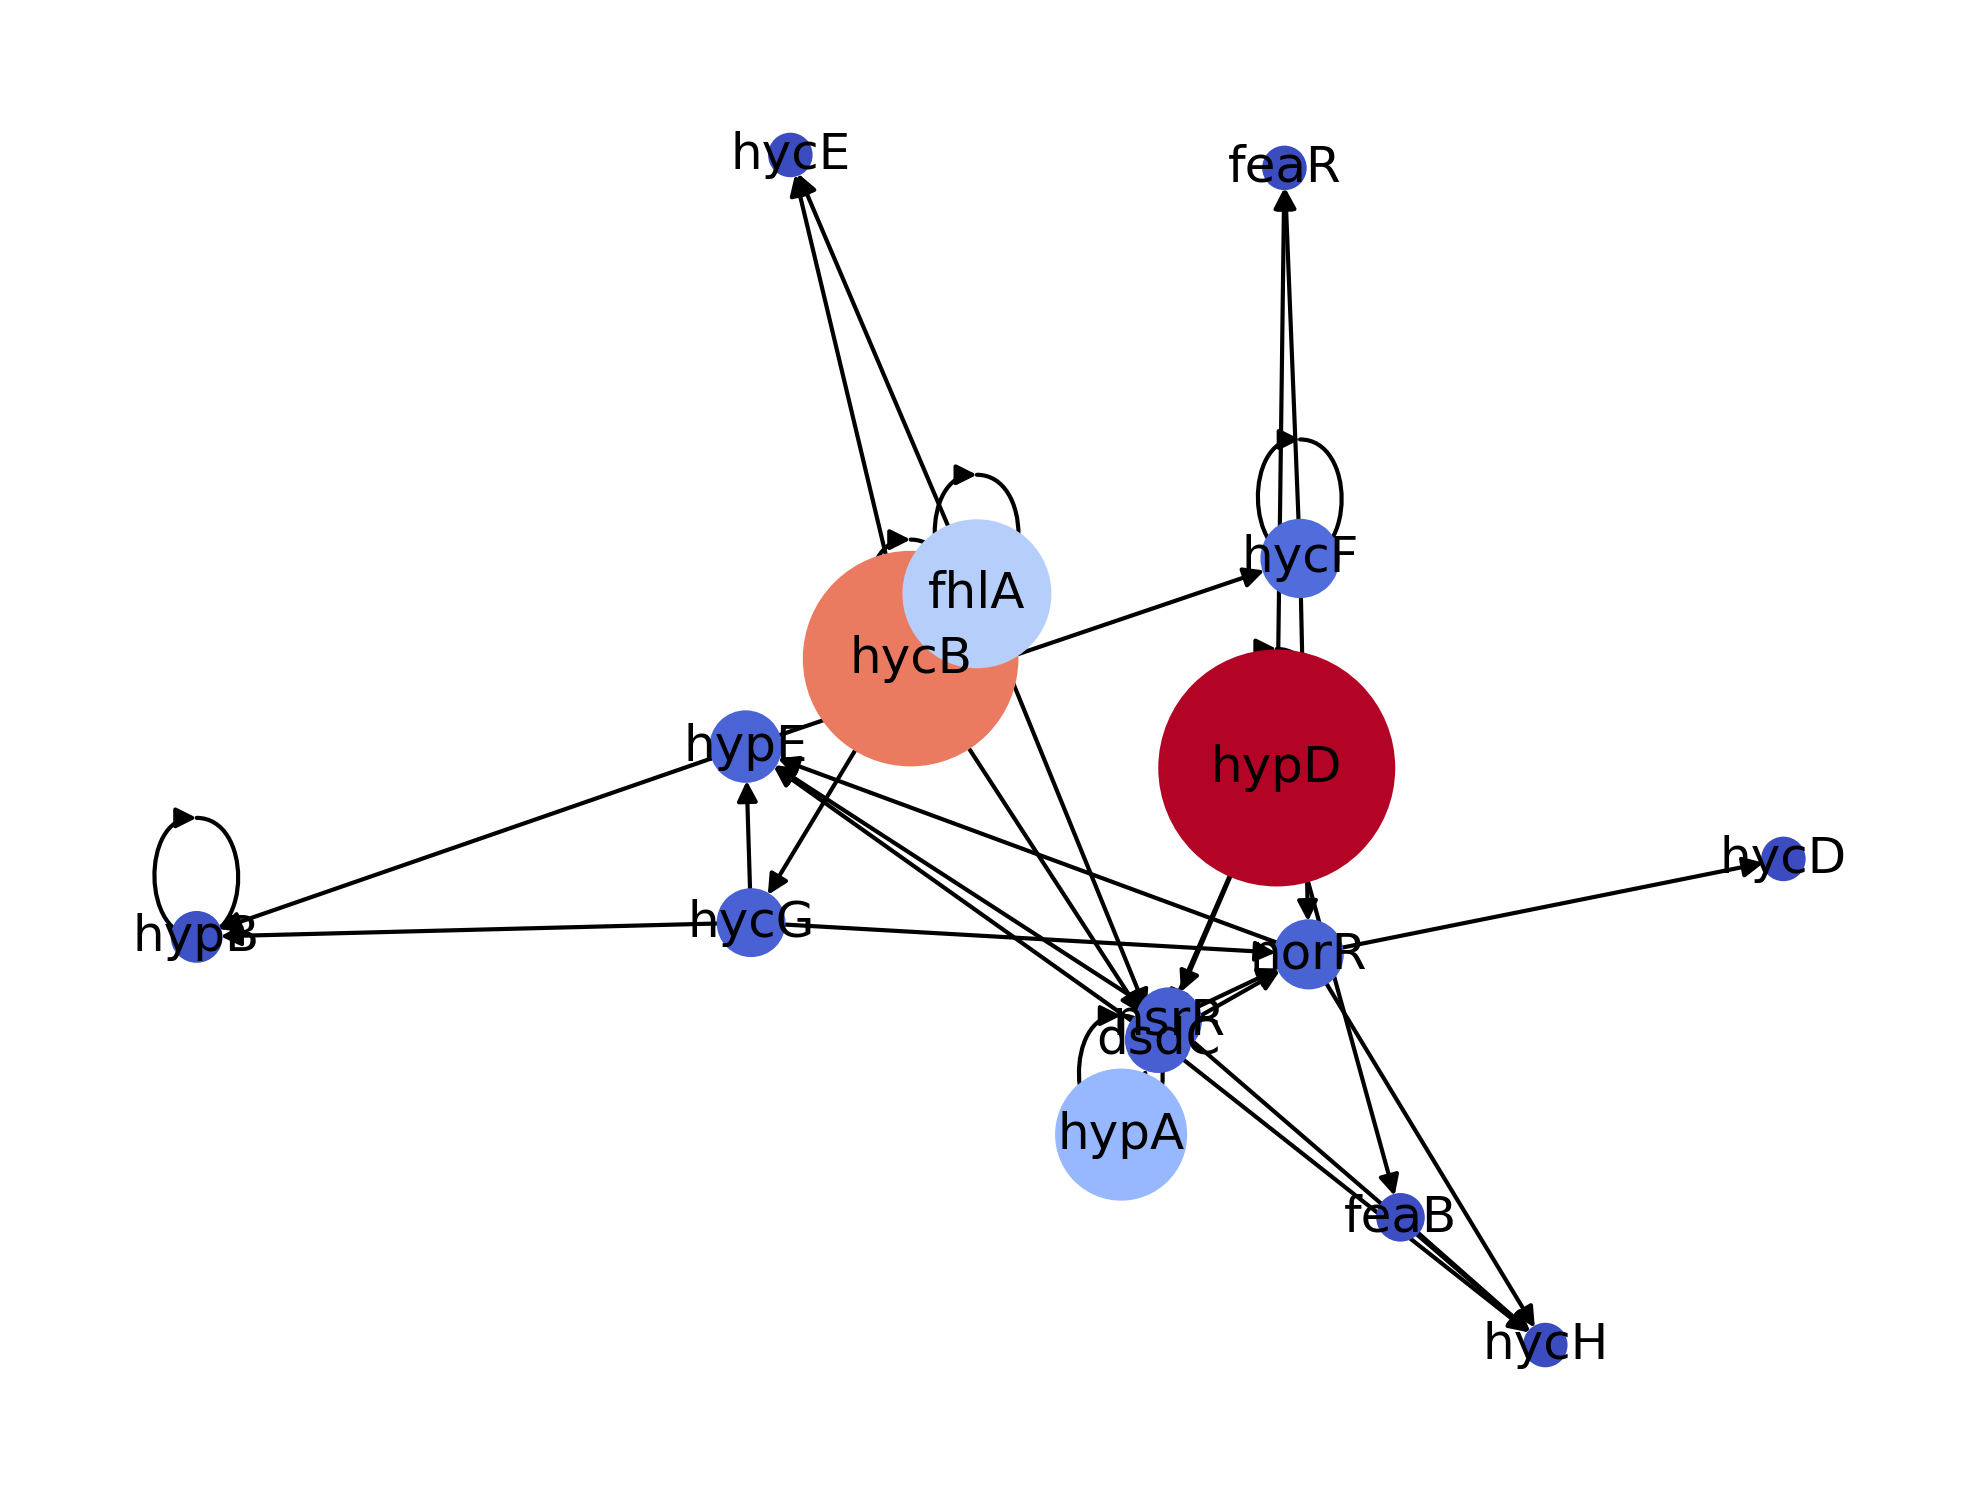 hycE
feaR
hycF
fhlA
hycB
hypE
hypD
hycD
hycG
hypB
norR
nsrR
dsdC
hypA
feaB
hycH